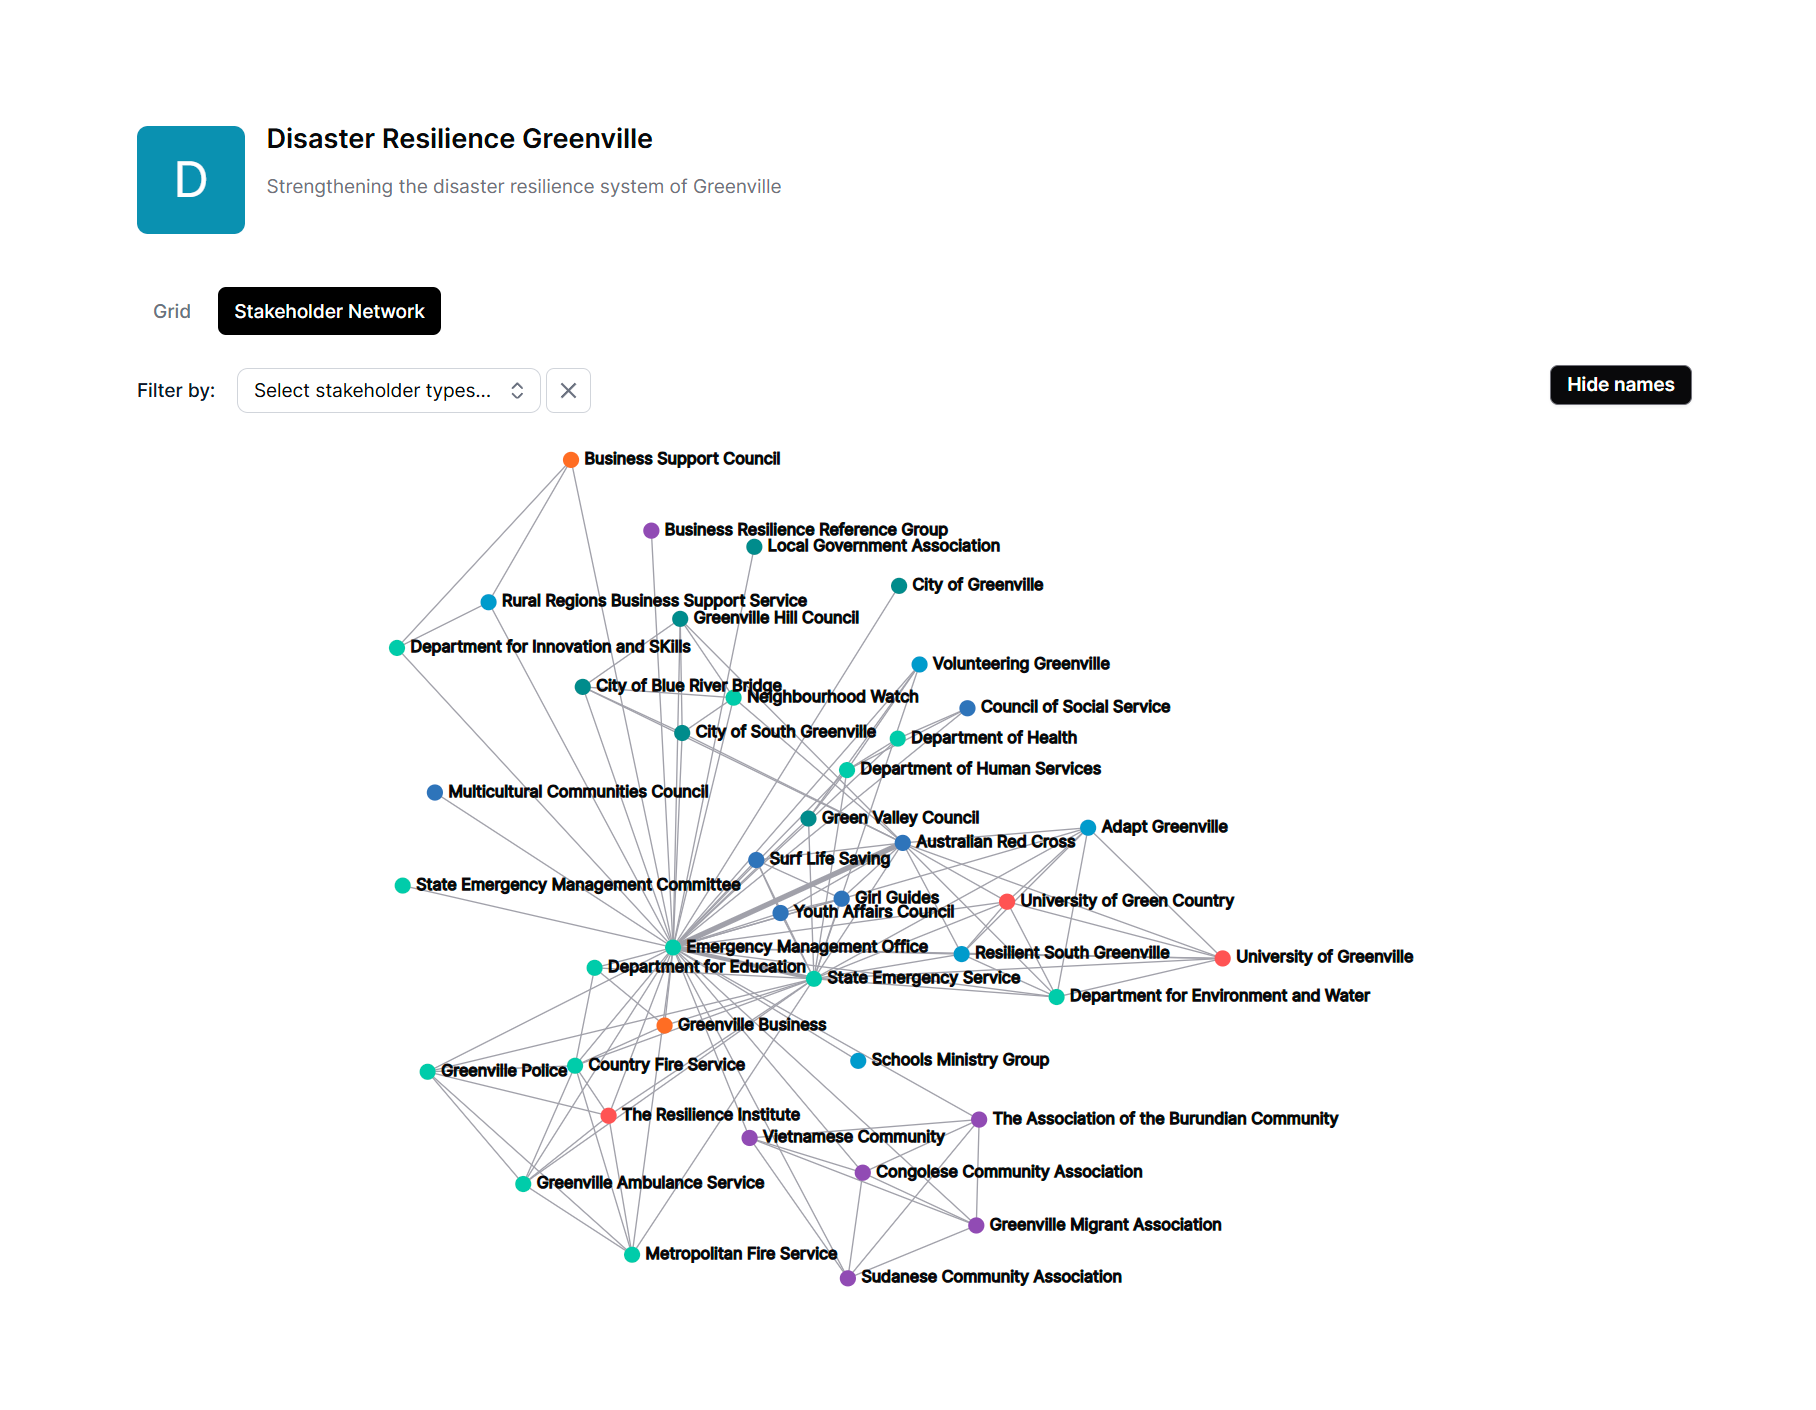 Disaster Resilience Greenville
D
Strengthening the disaster resilience system of Greenville
Grid
Stakeholder Network
Filter by:
Select stakeholder types...
Hide names
Business Support Council
Business Resilience Reference Group
Local Government Association
City of Greenville
Rural Regions Business Support Service
Greenville Hill Council
Department for Innovation and SKills
Volunteering Greenville
City of Blue River Bridge
Neighbourhood Watch
Council of Social Service
City of South Greenville
Department of Health
Department of Human Services
Multicultural Communities Council
Green Valley Council
Adapt Greenville
Australian Red Cross
Surf Life Saving
State Emergency Management Committee
Girl Guides
University of Green Country
Youth Affairs Council
Emergency Management Office
Resilient South Greenville
University of Greenville
Department for Education
State Emergency Service
Department for Environment and Water
Greenville Business
Schools Ministry Group
Country Fire Service
Greenville Police
The Resilience Institute
The Association of the Burundian Community
Vietnamese Community
Congolese Community Association
Greenville Ambulance Service
Greenville Migrant Association
Metropolitan Fire Service
Sudanese Community Association